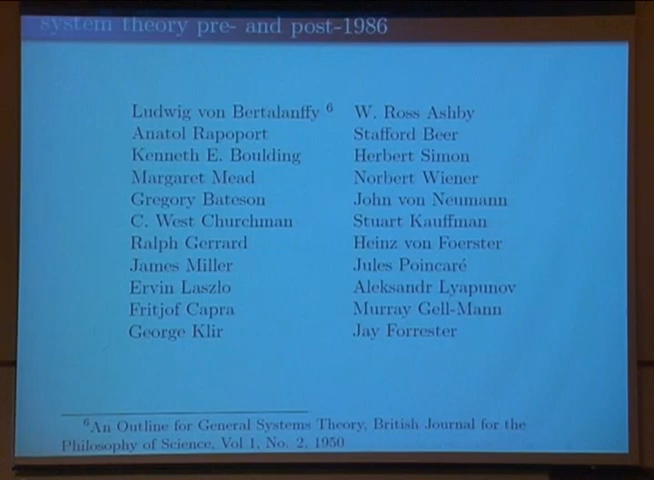 system theory pre- and post-1986
Ludwig von Bertalanffy 6 W. Ross Ashby
Anatol Rapoport Stafford Beer
Kenneth E. Boulding Herbert Simon
Margaret Mead Norbert Wiener
Gregory Bateson John von Neumann
C. West Churchman Stuart Kauffman
Ralph Gerrard Heinz von Foerster
James Miller Jules Poincaré
Ervin Laszlo Aleksandr Lyapunov
Fritjof Capra Murray Gell-Mann
George Klir Jay Forrester
6An Outline for General Systems Theory, British Journal for the
Philosophy of Science, Vol 1, No. 2, 1950